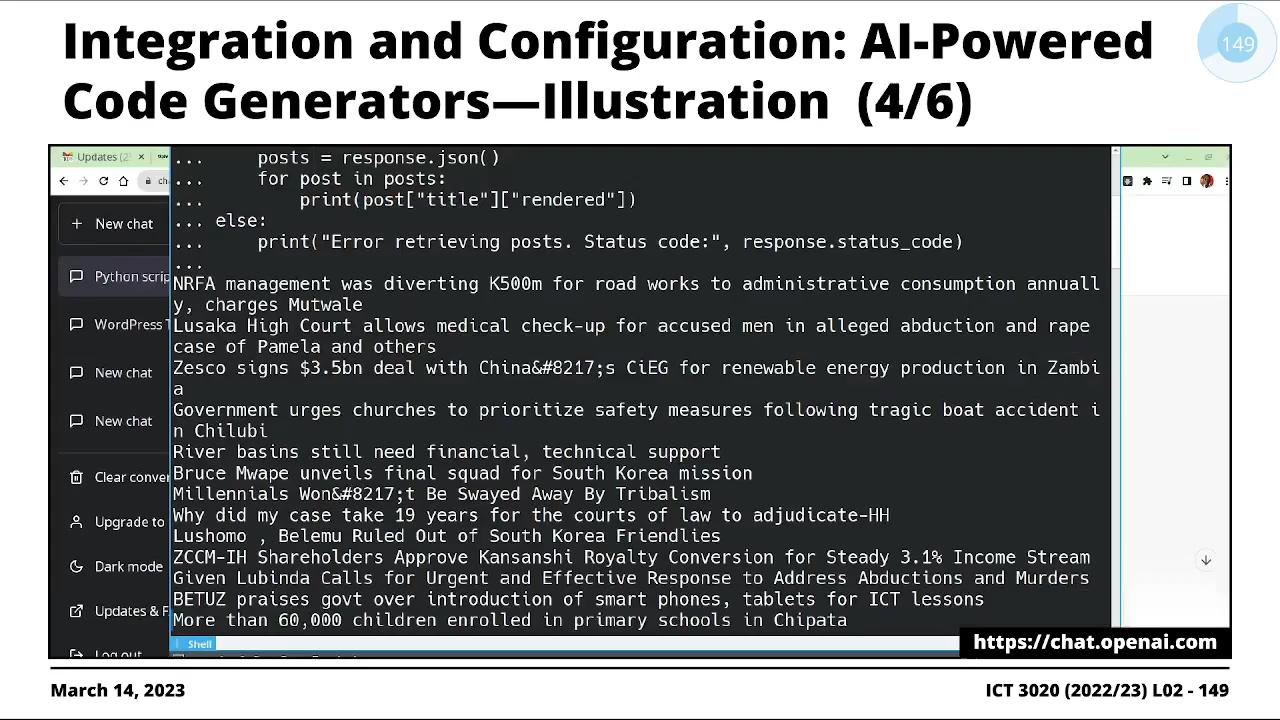 Integration and Configuration: AI-Powered
Code Generators—Illustration (4/6)
149
Updates (2
... posts = response.json()
... for post in posts:
... print(post["title"]["rendered"])
... else:
... print("Error retrieving posts. Status code:", response.status_code)
...
NRFA management was diverting K500m for road works to administrative consumption annuall
y, charges Mutwale
Lusaka High Court allows medical check-up for accused men in alleged abduction and rape
case of Pamela and others
Zesco signs $3.5bn deal with China&#8217;s CiEG for renewable energy production in Zambi
a
Government urges churches to prioritize safety measures following tragic boat accident i
n Chilubi
River basins still need financial, technical support
Bruce Mwape unveils final squad for South Korea mission
Millennials Won&#8217;t Be Swayed Away By Tribalism
Why did my case take 19 years for the courts of law to adjudicate-HH
Lushomo , Belemu Ruled Out of South Korea Friendlies
ZCCM-IH Shareholders Approve Kansanshi Royalty Conversion for Steady 3.1% Income Stream
Given Lubinda Calls for Urgent and Effective Response to Address Abductions and Murders
BETUZ praises govt over introduction of smart phones, tablets for ICT lessons
More than 60,000 children enrolled in primary schools in Chipata
ch
New chat
Python scrip
WordPress T
New chat
New chat
Clear conver
Upgrade to
Dark mode
Updates & F
Log out
Shell
https://chat.openai.com
March 14, 2023
ICT 3020 (2022/23) L02 - 149